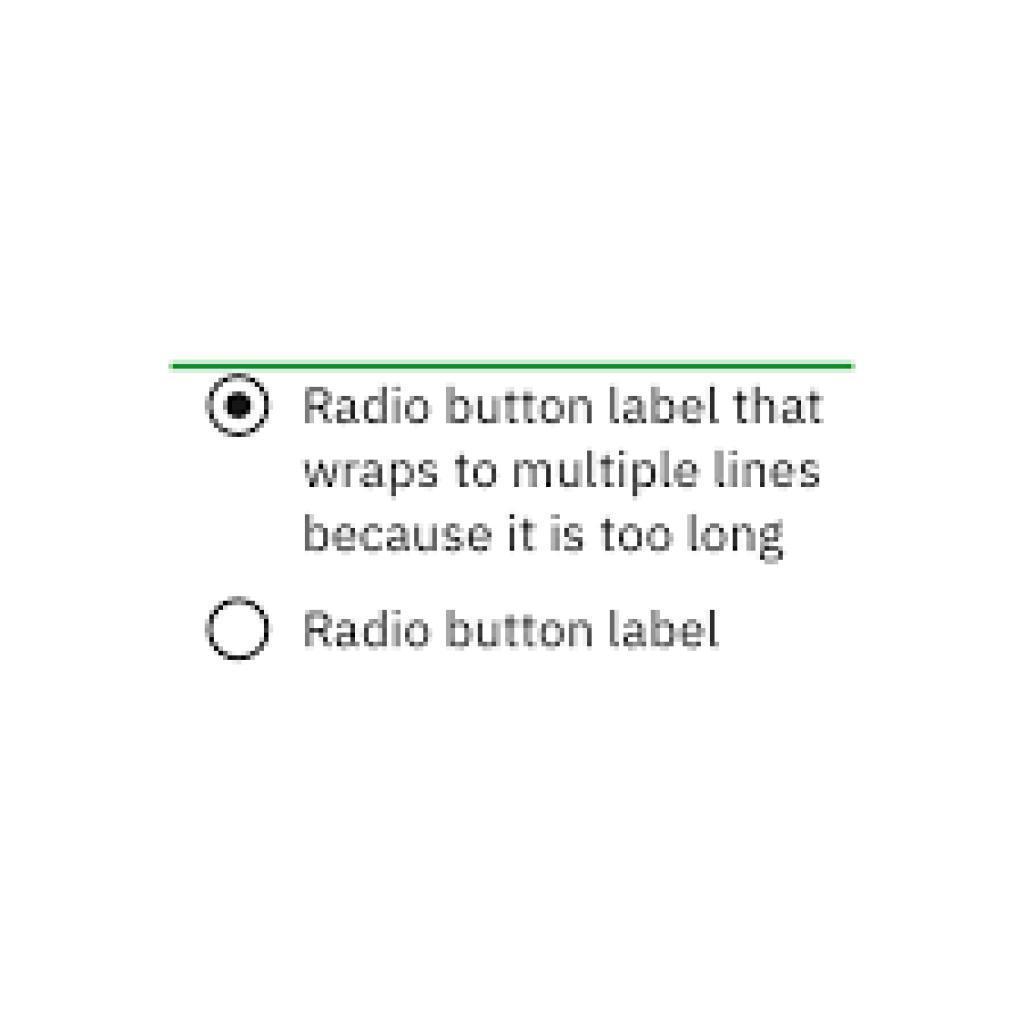 Radio button label that
wraps to multiple lines
because it is too long
Radio button label